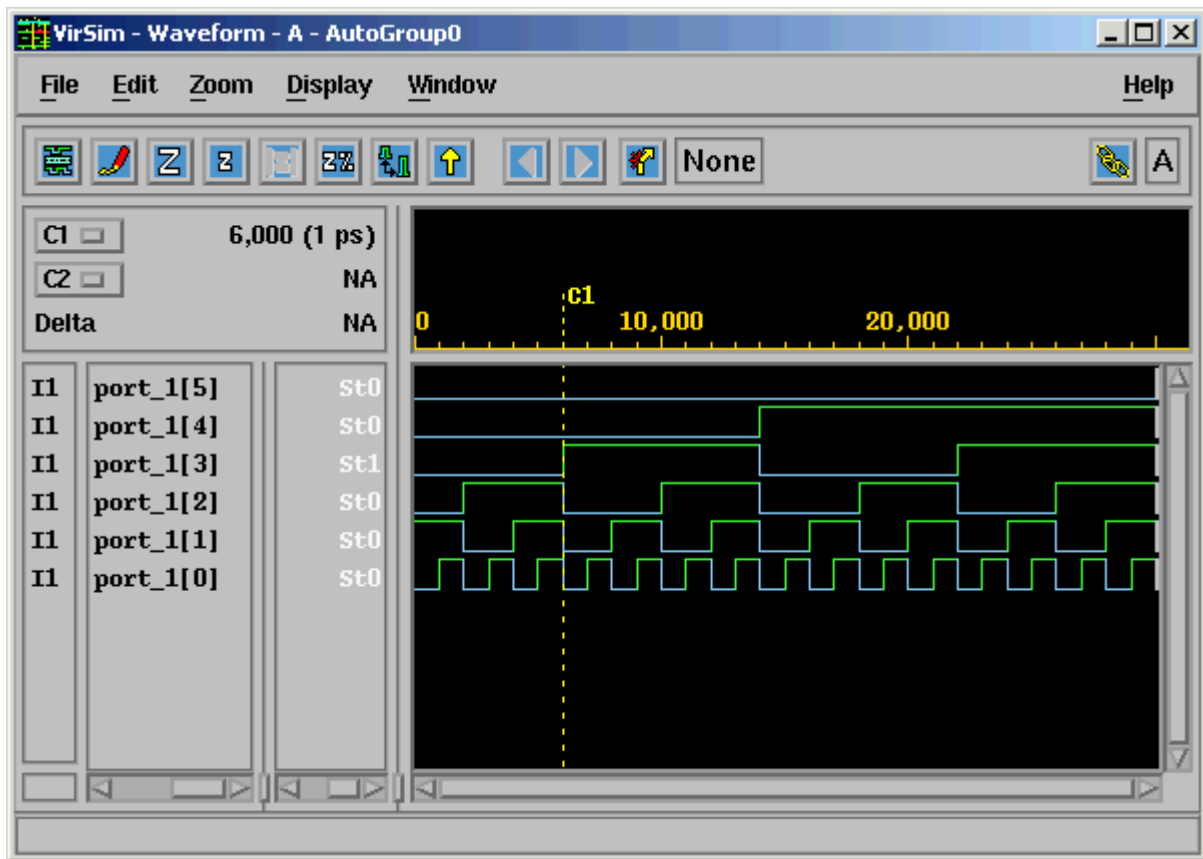 VirSim - Waveform - A - AutoGroup0
File Edit Zoom Display Window Help
Z z z% None A
C1 6,000 (1 ps)
C2 NA
Delta NA
C1
0 10,000 20,000
I1 port_1[5] St0
I1 port_1[4] St0
I1 port_1[3] St1
I1 port_1[2] St0
I1 port_1[1] St0
I1 port_1[0] St0